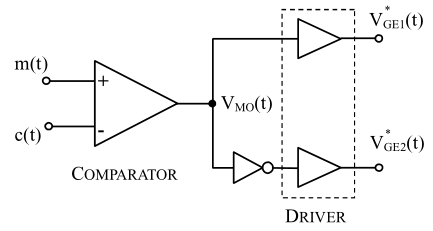 V*GE1(t)
m(t)
+
VMO(t)
c(t)
-
V*GE2(t)
COMPARATOR
DRIVER